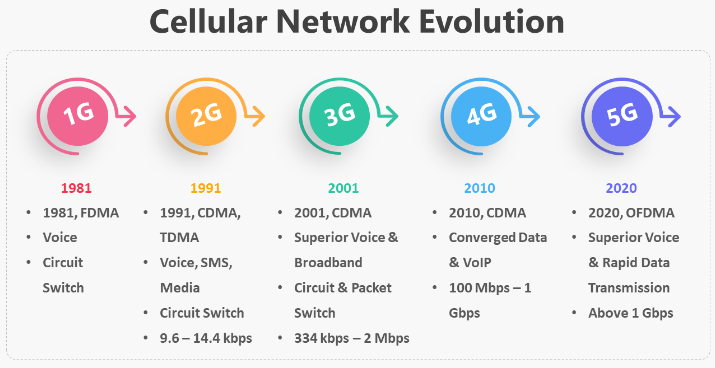 Cellular Network Evolution
1G
2G
3G
4G
5G
1981
• 1981, FDMA
• Voice
• Circuit
Switch
1991
• 1991, CDMA,
TDMA
• Voice, SMS,
Media
• Circuit Switch
• 9.6 – 14.4 kbps
2001
• 2001, CDMA
• Superior Voice &
Broadband
• Circuit & Packet
Switch
• 334 kbps – 2 Mbps
2010
• 2010, CDMA
• Converged Data
& VoIP
• 100 Mbps – 1
Gbps
2020
• 2020, OFDMA
• Superior Voice
& Rapid Data
Transmission
• Above 1 Gbps